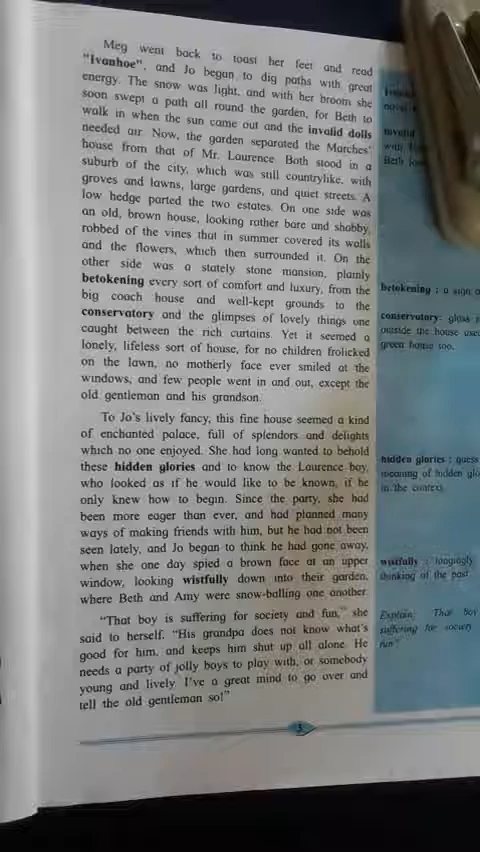 Meg went back to toast her feet and read
"Ivanhoe", and Jo began to dig paths with great
energy. The snow was light, and with her broom she
soon swept a path all round the garden, for Beth to
walk in when the sun came out and the invalid dolls
needed air. Now, the garden separated the Marches'
house from that of Mr. Laurence. Both stood in a
suburb of the city, which was still countrylike, with
groves and lawns, large gardens, and quiet streets. A
low hedge parted the two estates. On one side was
an old, brown house, looking rather bare and shabby,
robbed of the vines that in summer covered its walls
and the flowers, which then surrounded it. On the
other side was a stately stone mansion, plainly
betokening every sort of comfort and luxury, from the
big coach house and well-kept grounds to the
conservatory and the glimpses of lovely things one
caught between the rich curtains. Yet it seemed a
lonely, lifeless sort of house, for no children frolicked
on the lawn, no motherly face ever smiled at the
windows, and few people went in and out, except the
old gentleman and his grandson.
To Jo's lively fancy, this fine house seemed a kind
of enchanted palace, full of splendors and delights
which no one enjoyed. She had long wanted to behold
these hidden glories and to know the Laurence boy,
who looked as if he would like to be known, if he
only knew how to begin. Since the party, she had
been more eager than ever, and had planned many
ways of making friends with him, but he had not been
seen lately, and Jo began to think he had gone away,
when she one day spied a brown face at an upper
window, looking wistfully down into their garden,
where Beth and Amy were snow-balling one another.
"That boy is suffering for society and fun," she
said to herself. "His grandpa does not know what's
good for him, and keeps him shut up all alone. He
needs a party of jolly boys to play with, or somebody
young and lively. I've a great mind to go over and
tell the old gentleman so!"
invalid
Beth
betokening : a sign
conservatory: glass
outside the house
green house too.
hidden glories : guess
meaning of hidden
in the context.
wistfully : longingly
thinking of the past
Explain: That boy
suffering for society
fun"
5